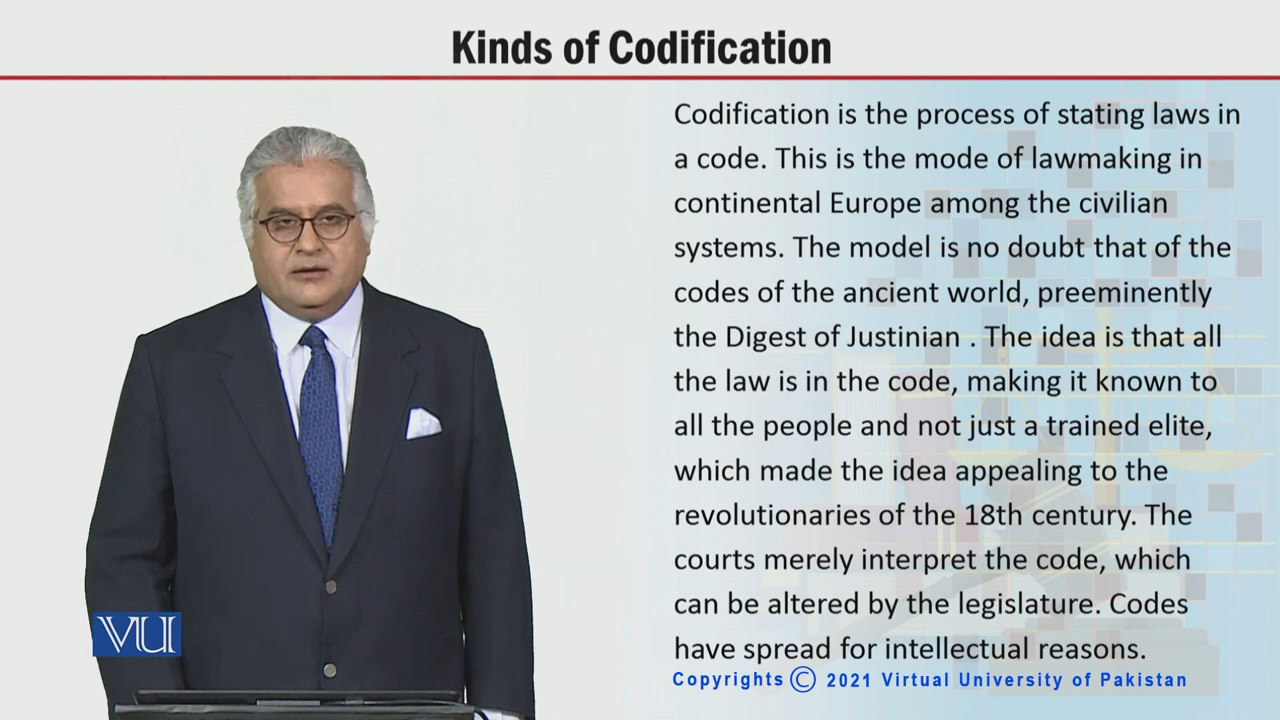 Kinds of Codification
Codification is the process of stating laws in
a code. This is the mode of lawmaking in
continental Europe among the civilian
systems. The model is no doubt that of the
codes of the ancient world, preeminently
the Digest of Justinian . The idea is that all
the law is in the code, making it known to
all the people and not just a trained elite,
which made the idea appealing to the
revolutionaries of the 18th century. The
courts merely interpret the code, which
can be altered by the legislature. Codes
have spread for intellectual reasons.
VU
Copyrights © 2021 Virtual University of Pakistan